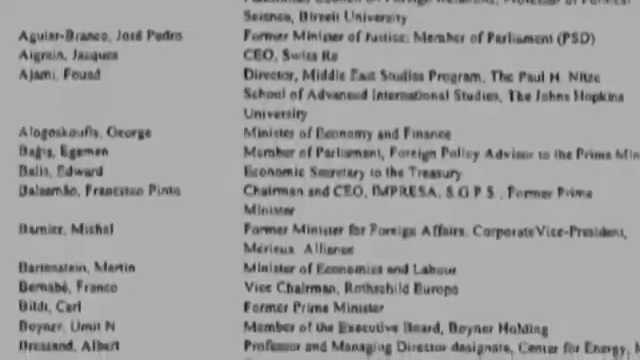 Science, Birzeit University
Aguiar-Branco, José Pedro Former Minister of Justice; Member of Parliament (PSD)
Aigrain, Jacques CEO, Swiss Re
Ajami, Fouad Director, Middle East Studies Program, The Paul H. Nitze
School of Advanced International Studies, The Johns Hopkins
University
Alogoskoufis, George Minister of Economy and Finance
Bağış, Egemen Member of Parliament, Foreign Policy Advisor to the Prime Min
Balls, Edward Economic Secretary to the Treasury
Balsemão, Francisco Pinto Chairman and CEO, IMPRESA, S.G.P.S., Former Prime
Minister
Barnier, Michel Former Minister for Foreign Affairs, Corporate Vice-President,
Mérieux Alliance
Bartenstein, Martin Minister of Economics and Labour
Bernabè, Franco Vice Chairman, Rothschild Europe
Bildt, Carl Former Prime Minister
Boyner, Umit N Member of the Executive Board, Boyner Holding
Bressand, Albert Professor and Managing Director designate, Center for Energy,